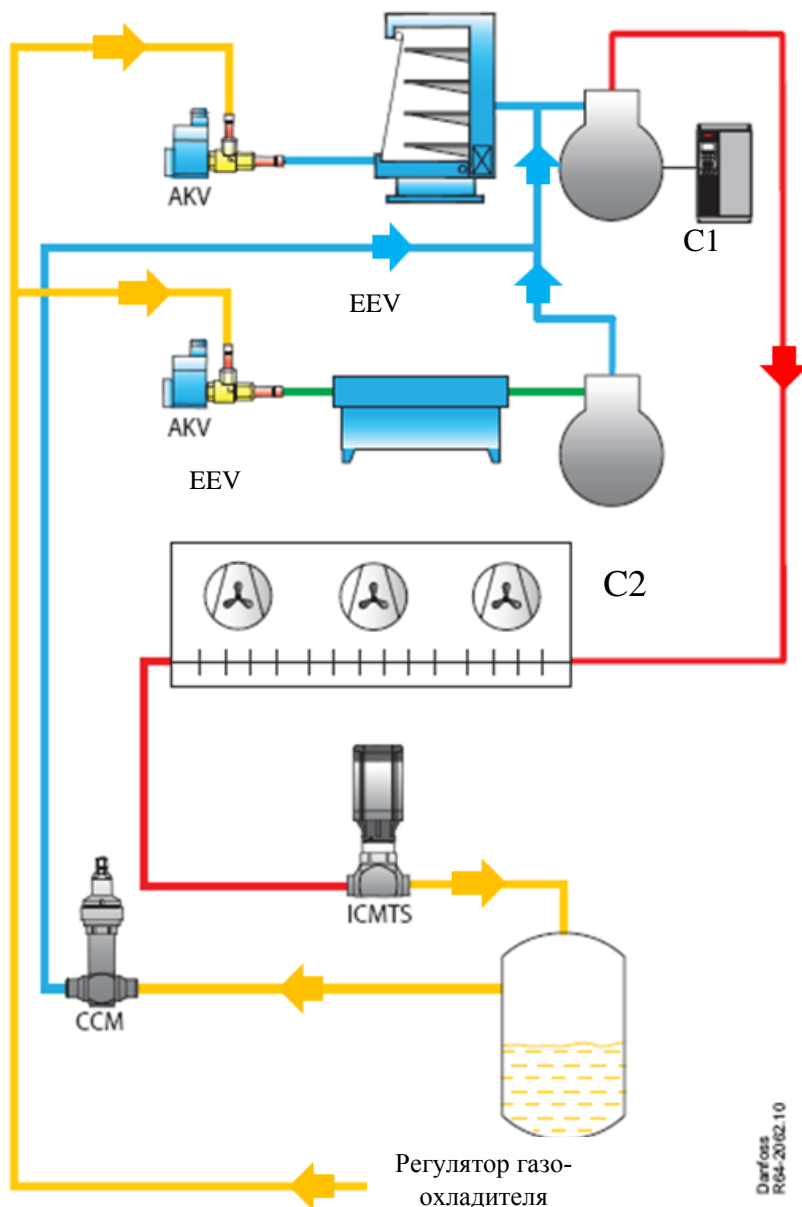 AKV
C1
EEV
AKV
EEV
C2
ICMTS
CCM
Регулятор газо-
охладителя
Danfoss
R64-2062.10